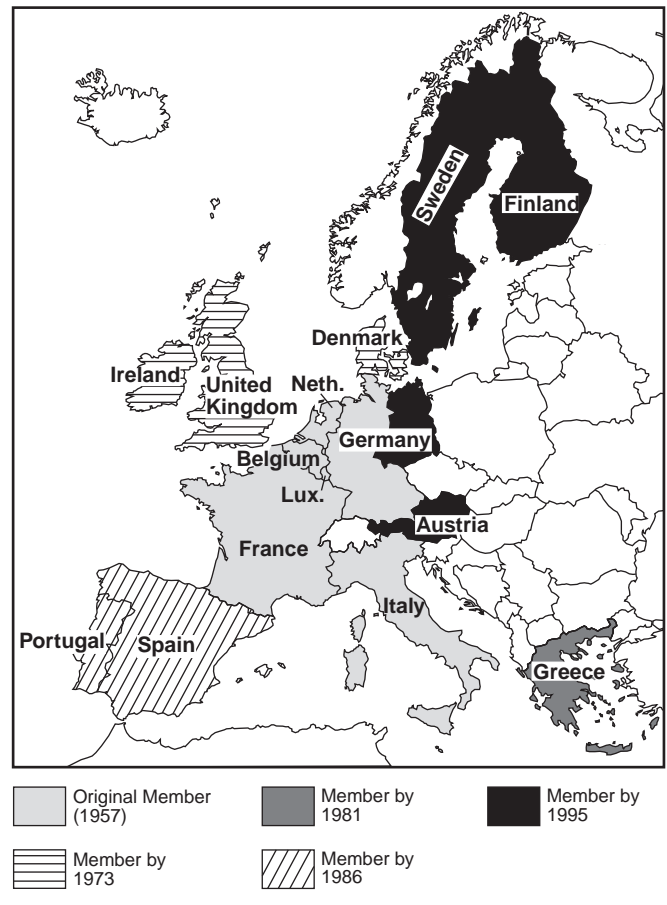 Sweden
Finland
Denmark
Ireland
United
Kingdom
Neth.
Germany
Belgium
Lux.
Austria
France
Italy
Portugal
Spain
Greece
Original Member
(1957)
Member by
1981
Member by
1995
Member by
1973
Member by
1986